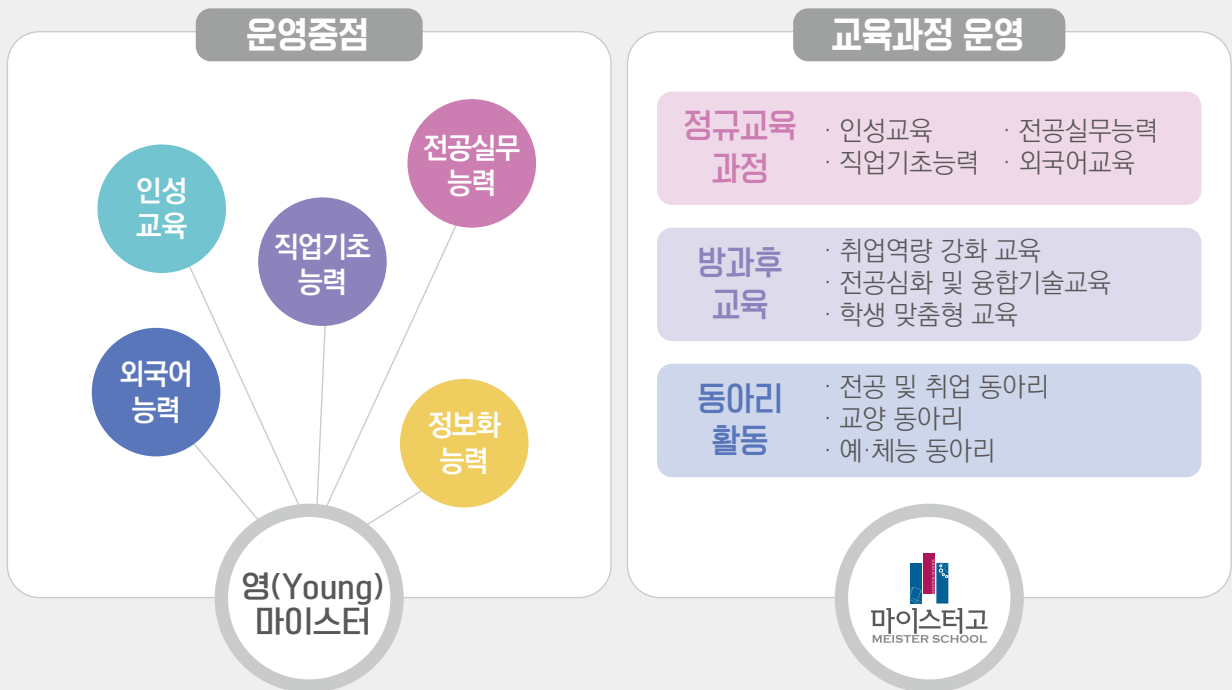 운영중점
인성
교육
직업기초
능력
전공실무
능력
외국어
능력
정보화
능력
영(Young)
마이스터
교육과정 운영
정규교육
과정
· 인성교육 · 전공실무능력
· 직업기초능력 · 외국어교육
방과후
교육
· 취업역량 강화 교육
· 전공심화 및 융합기술교육
· 학생 맞춤형 교육
동아리
활동
· 전공 및 취업 동아리
· 교양 동아리
· 예·체능 동아리
마이스터고
MEISTER SCHOOL